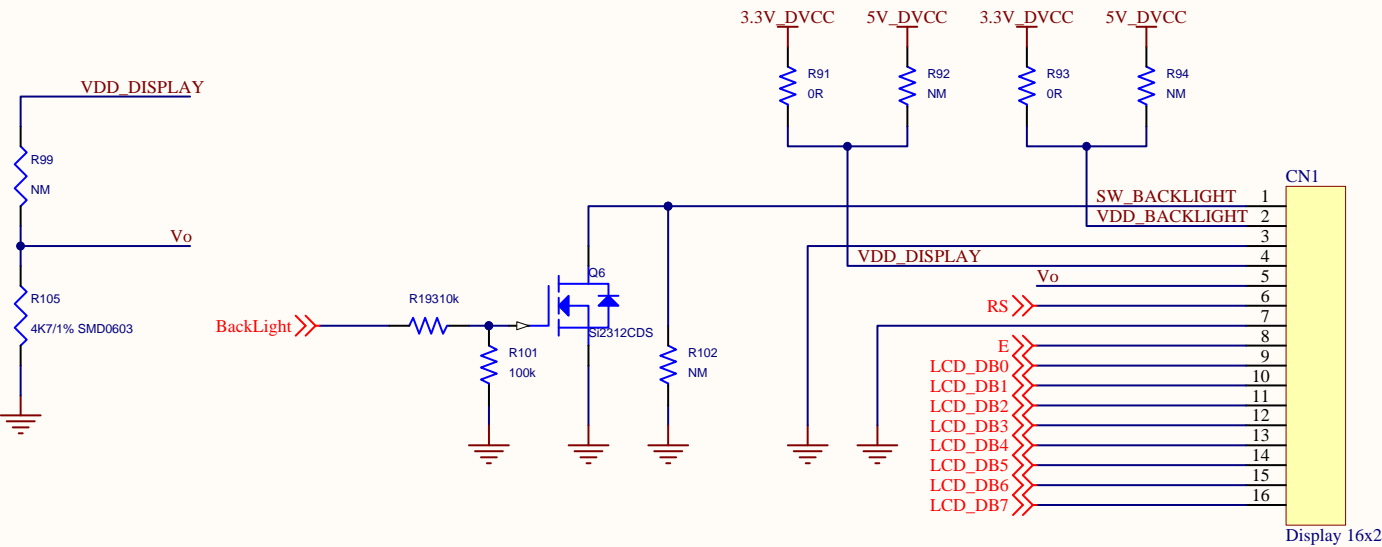 3.3V_DVCC 5V_DVCC 3.3V_DVCC 5V_DVCC
R91 R92 R93 R94
0R NM 0R NM
VDD_DISPLAY
R99
NM
Vo
R105
4K7/1% SMD0603
BackLight
R19310k
R101
100k
Q6
Si2312CDS
R102
NM
CN1
SW_BACKLIGHT 1
VDD_BACKLIGHT 2
3
VDD_DISPLAY 4
Vo 5
RS 6
7
E 8
LCD_DB0 9
LCD_DB1 10
LCD_DB2 11
LCD_DB3 12
LCD_DB4 13
LCD_DB5 14
LCD_DB6 15
LCD_DB7 16
Display 16x2